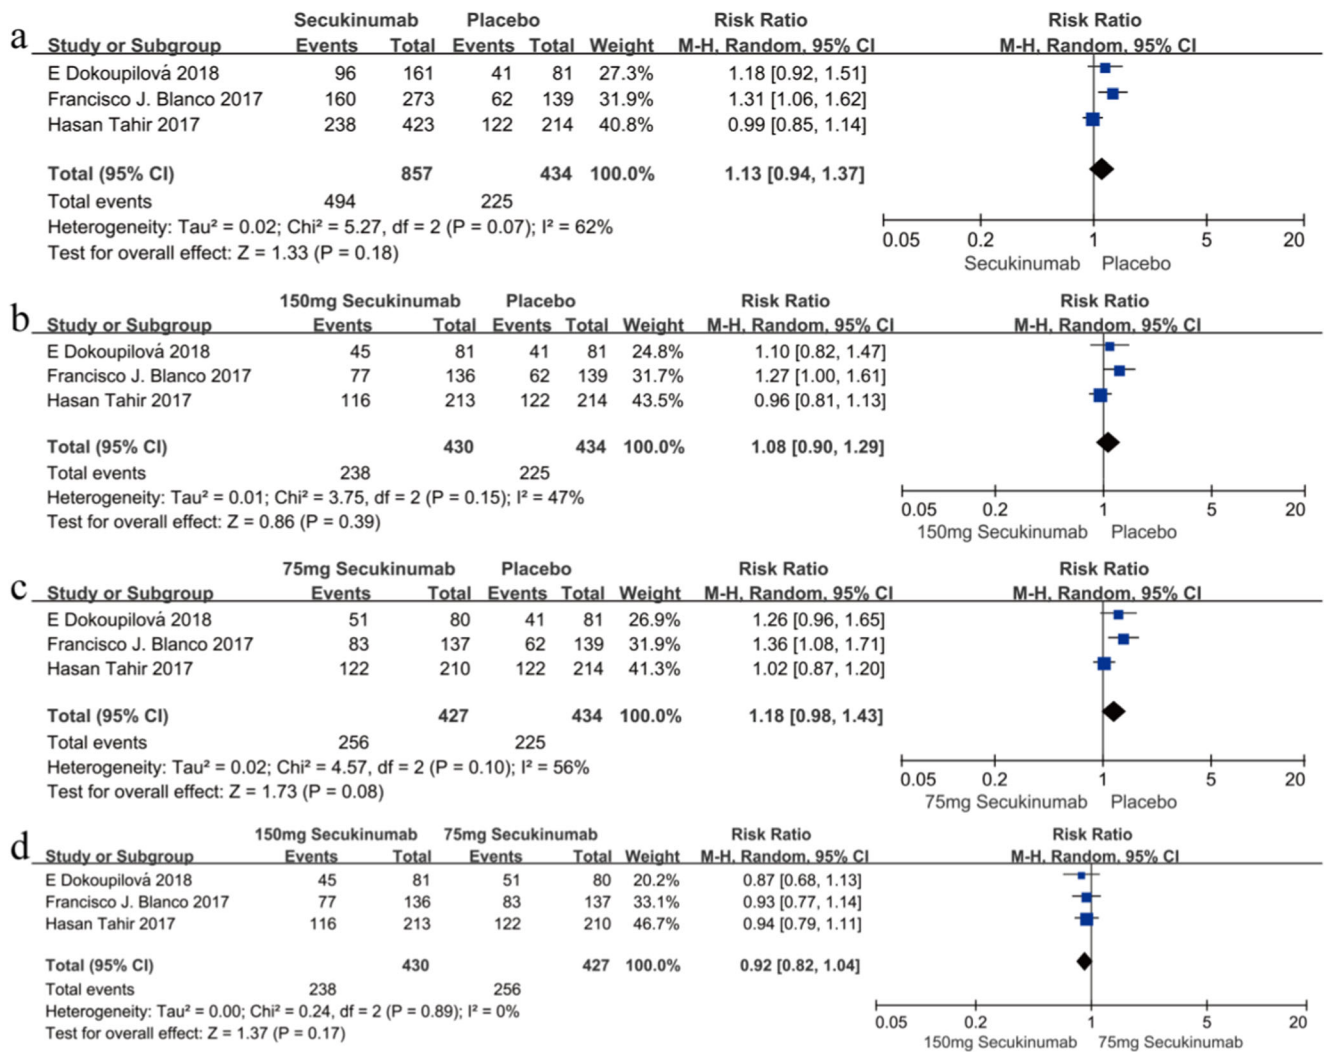 a
Secukinumab Placebo Risk Ratio Risk Ratio
Study or Subgroup Events Total Events Total Weight M-H, Random, 95% CI M-H, Random, 95% CI
E Dokoupilová 2018 96 161 41 81 27.3% 1.18 [0.92, 1.51]
Francisco J. Blanco 2017 160 273 62 139 31.9% 1.31 [1.06, 1.62]
Hasan Tahir 2017 238 423 122 214 40.8% 0.99 [0.85, 1.14]
Total (95% CI) 857 434 100.0% 1.13 [0.94, 1.37]
Total events 494 225
Heterogeneity: Tau² = 0.02; Chi² = 5.27, df = 2 (P = 0.07); I² = 62%
Test for overall effect: Z = 1.33 (P = 0.18)
0.05 0.2 1 5 20
Secukinumab Placebo
b
150mg Secukinumab Placebo Risk Ratio Risk Ratio
Study or Subgroup Events Total Events Total Weight M-H, Random, 95% CI M-H, Random, 95% CI
E Dokoupilová 2018 45 81 41 81 24.8% 1.10 [0.82, 1.47]
Francisco J. Blanco 2017 77 136 62 139 31.7% 1.27 [1.00, 1.61]
Hasan Tahir 2017 116 213 122 214 43.5% 0.96 [0.81, 1.13]
Total (95% CI) 430 434 100.0% 1.08 [0.90, 1.29]
Total events 238 225
Heterogeneity: Tau² = 0.01; Chi² = 3.75, df = 2 (P = 0.15); I² = 47%
Test for overall effect: Z = 0.86 (P = 0.39)
0.05 0.2 1 5 20
150mg Secukinumab Placebo
c
75mg Secukinumab Placebo Risk Ratio Risk Ratio
Study or Subgroup Events Total Events Total Weight M-H, Random, 95% CI M-H, Random, 95% CI
E Dokoupilová 2018 51 80 41 81 26.9% 1.26 [0.96, 1.65]
Francisco J. Blanco 2017 83 137 62 139 31.9% 1.36 [1.08, 1.71]
Hasan Tahir 2017 122 210 122 214 41.3% 1.02 [0.87, 1.20]
Total (95% CI) 427 434 100.0% 1.18 [0.98, 1.43]
Total events 256 225
Heterogeneity: Tau² = 0.02; Chi² = 4.57, df = 2 (P = 0.10); I² = 56%
Test for overall effect: Z = 1.73 (P = 0.08)
0.05 0.2 1 5 20
75mg Secukinumab Placebo
d
150mg Secukinumab 75mg Secukinumab Risk Ratio Risk Ratio
Study or Subgroup Events Total Events Total Weight M-H, Random, 95% CI M-H, Random, 95% CI
E Dokoupilová 2018 45 81 51 80 20.2% 0.87 [0.68, 1.13]
Francisco J. Blanco 2017 77 136 83 137 33.1% 0.93 [0.77, 1.14]
Hasan Tahir 2017 116 213 122 210 46.7% 0.94 [0.79, 1.11]
Total (95% CI) 430 427 100.0% 0.92 [0.82, 1.04]
Total events 238 256
Heterogeneity: Tau² = 0.00; Chi² = 0.24, df = 2 (P = 0.89); I² = 0%
Test for overall effect: Z = 1.37 (P = 0.17)
0.05 0.2 1 5 20
150mg Secukinumab 75mg Secukinumab